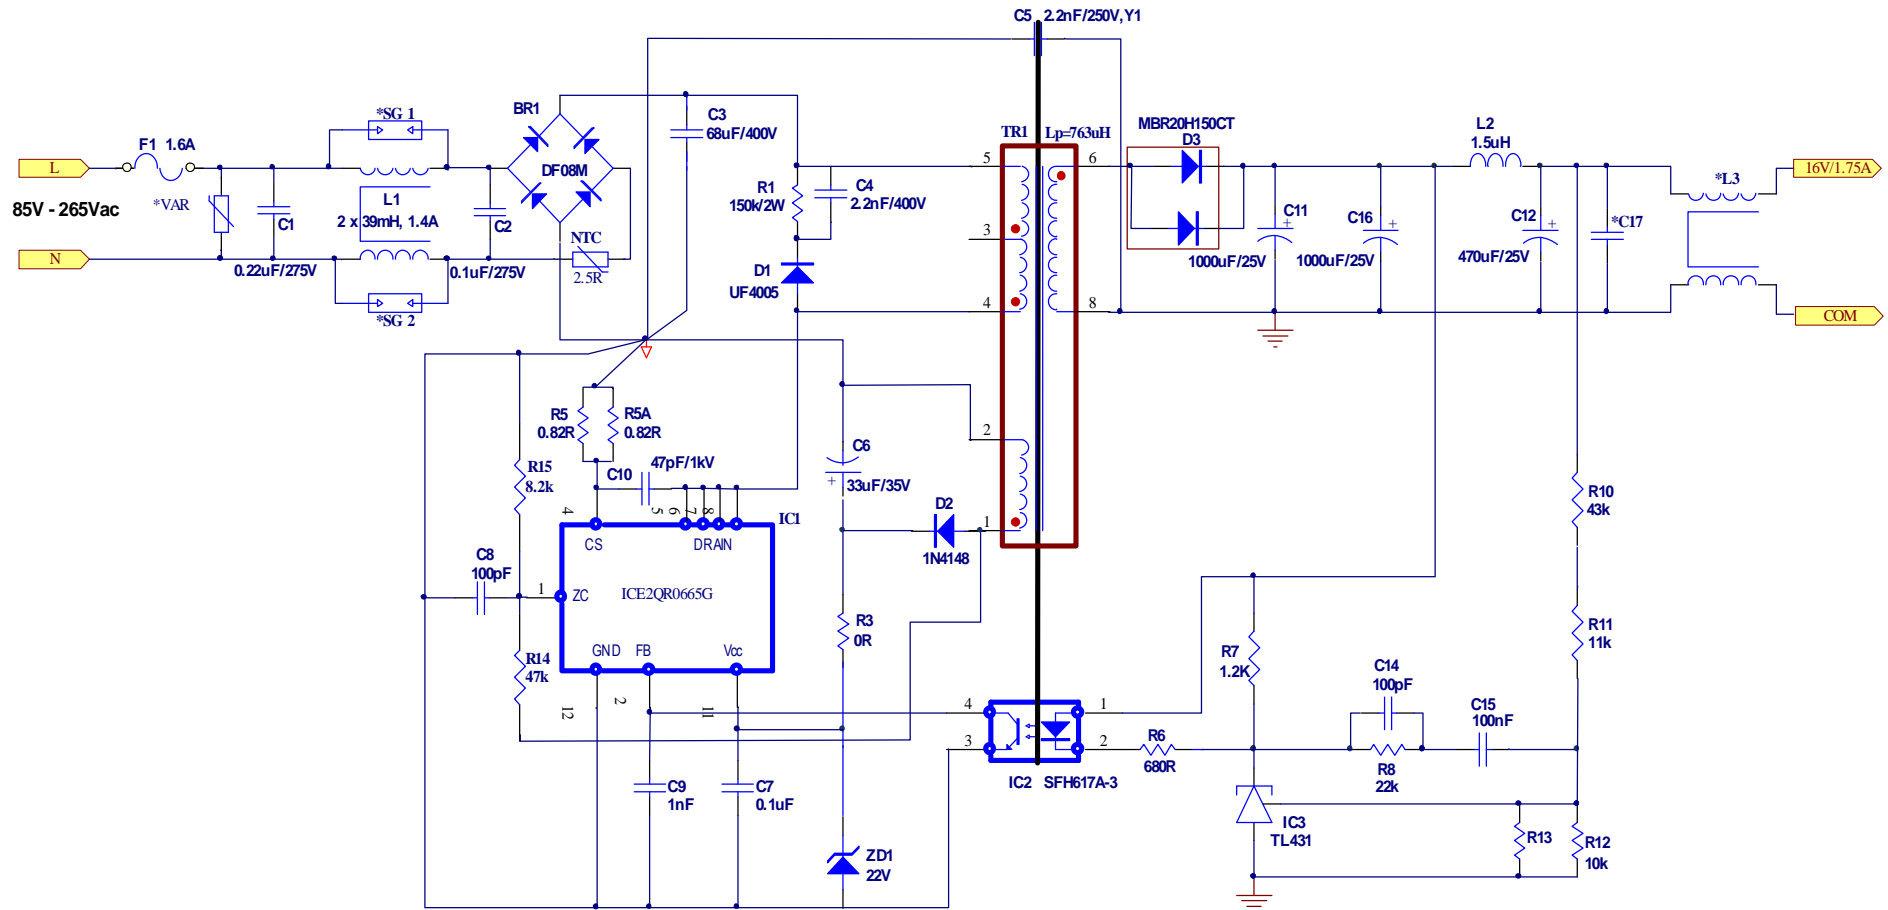 C5 2.2nF/250V,Y1
L
F1 1.6A
*VAR
85V - 265Vac
N
C1
0.22uF/275V
*SG 1
L1
2 x 39mH, 1.4A
*SG 2
C2
0.1uF/275V
BR1
DF08M
NTC
2.5R
C3
68uF/400V
R1
150k/2W
C4
2.2nF/400V
D1
UF4005
TR1 Lp=763uH
5
3
4
2
1
6
8
MBR20H150CT
D3
C11
1000uF/25V
C16
1000uF/25V
L2
1.5uH
C12
470uF/25V
*C17
*L3
16V/1.75A
COM
R5
0.82R
R5A
0.82R
C10
47pF/1kV
R15
8.2k
C6
33uF/35V
D2
1N4148
4
5
6
7
8
IC1
CS
DRAIN
C8
100pF
1
ZC
ICE2QR0665G
GND
FB
Vcc
R14
47k
12
2
11
R3
0R
C9
1nF
C7
0.1uF
ZD1
22V
4
3
1
2
IC2 SFH617A-3
R6
680R
R7
1.2K
C14
100pF
R8
22k
C15
100nF
R10
43k
R11
11k
IC3
TL431
R13
R12
10k